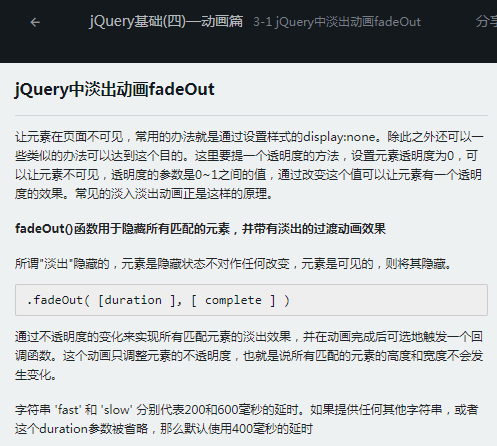 jQuery基础(四)—动画篇 3-1 jQuery中淡出动画fadeOut 分享
jQuery中淡出动画fadeOut
让元素在页面不可见，常用的办法就是通过设置样式的display:none。除此之外还可以一
些类似的办法可以达到这个目的。这里要提一个透明度的方法，设置元素透明度为0，可
以让元素不可见，透明度的参数是0~1之间的值，通过改变这个值可以让元素有一个透明
度的效果。常见的淡入淡出动画正是这样的原理。
fadeOut()函数用于隐藏所有匹配的元素，并带有淡出的过渡动画效果
所谓"淡出"隐藏的，元素是隐藏状态不对作任何改变，元素是可见的，则将其隐藏。
.fadeOut( [duration ], [ complete ] )
通过不透明度的变化来实现所有匹配元素的淡出效果，并在动画完成后可选地触发一个回
调函数。这个动画只调整元素的不透明度，也就是说所有匹配的元素的高度和宽度不会发
生变化。
字符串 'fast' 和 'slow' 分别代表200和600毫秒的延时。如果提供任何其他字符串，或者
这个duration参数被省略，那么默认使用400毫秒的延时